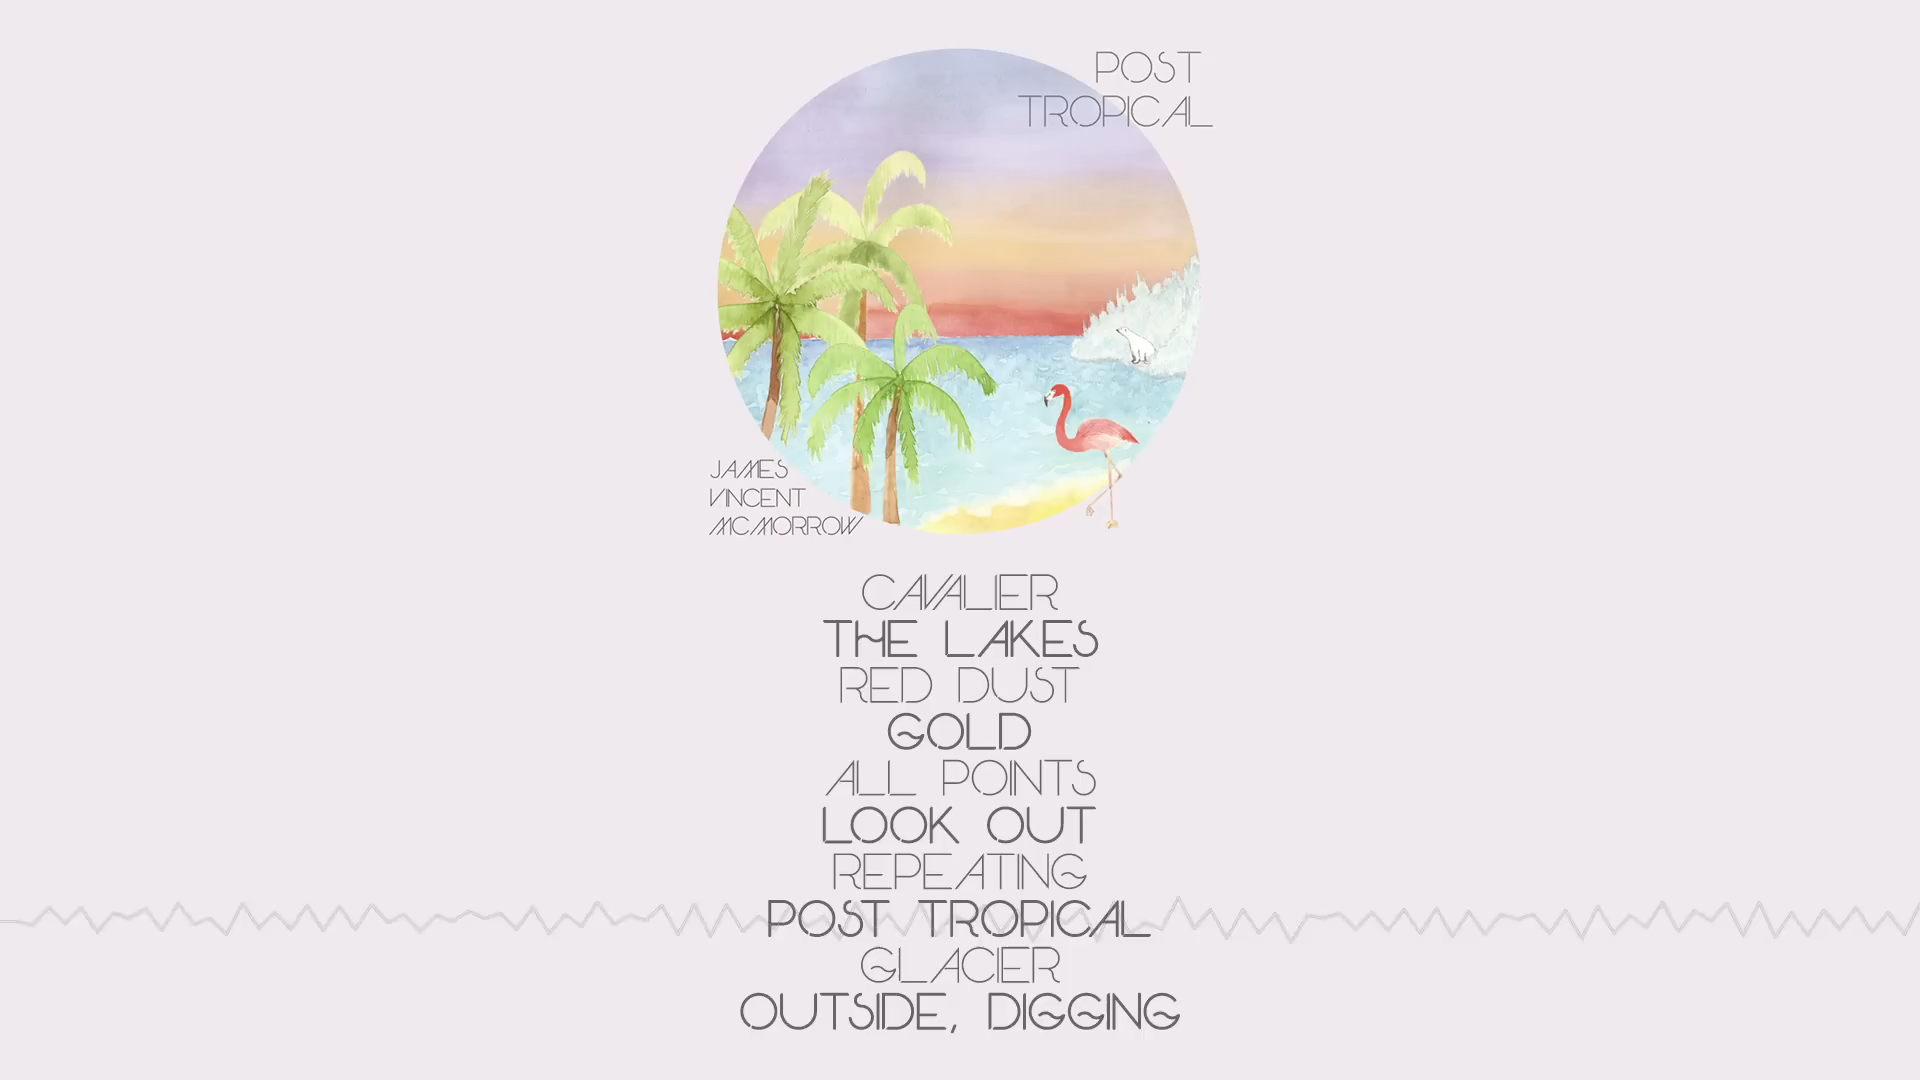 POST
TROPICAL
JAMES
VINCENT
MCMORROW
CAVALIER
THE LAKES
RED DUST
GOLD
ALL POINTS
LOOK OUT
REPEATING
POST TROPICAL
GLACIER
OUTSIDE, DIGGING